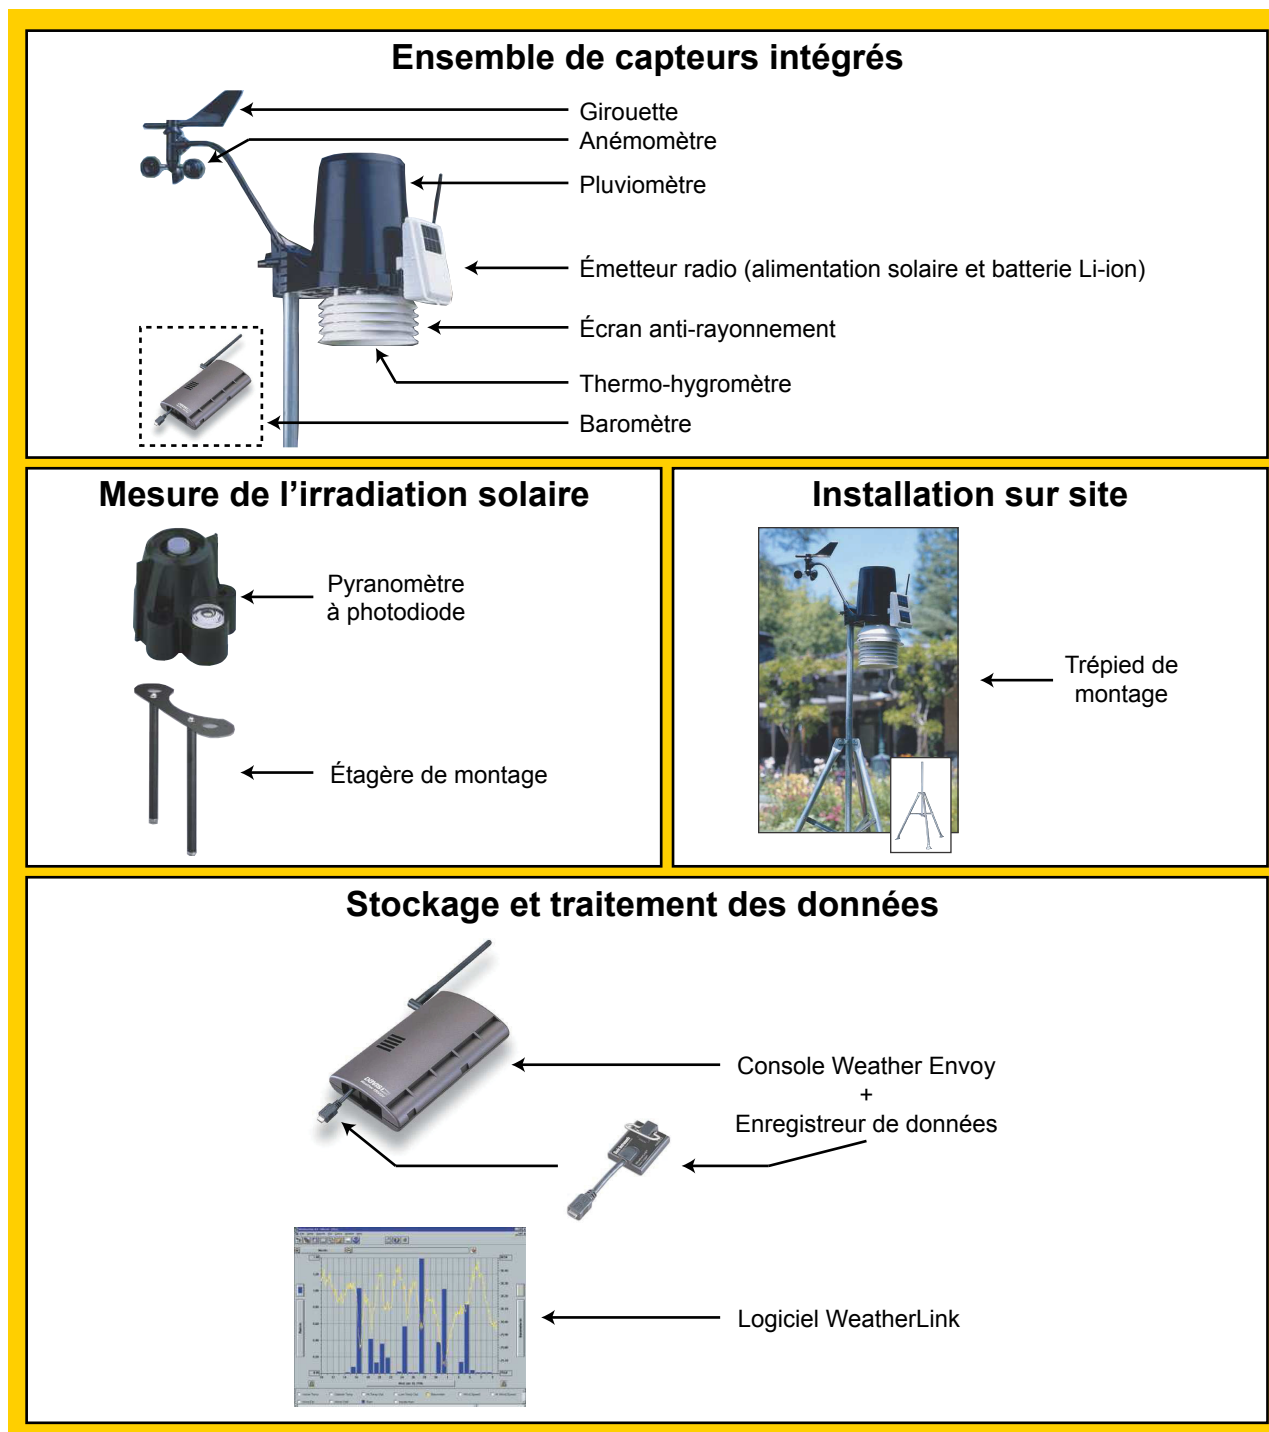 Ensemble de capteurs intégrés
Girouette
Anémomètre
Pluviomètre
Émetteur radio (alimentation solaire et batterie Li-ion)
Écran anti-rayonnement
Thermo-hygromètre
Baromètre
Mesure de l’irradiation solaire
Pyranomètre
à photodiode
Étagère de montage
Installation sur site
Trépied de
montage
Stockage et traitement des données
Console Weather Envoy
+
Enregistreur de données
Logiciel WeatherLink